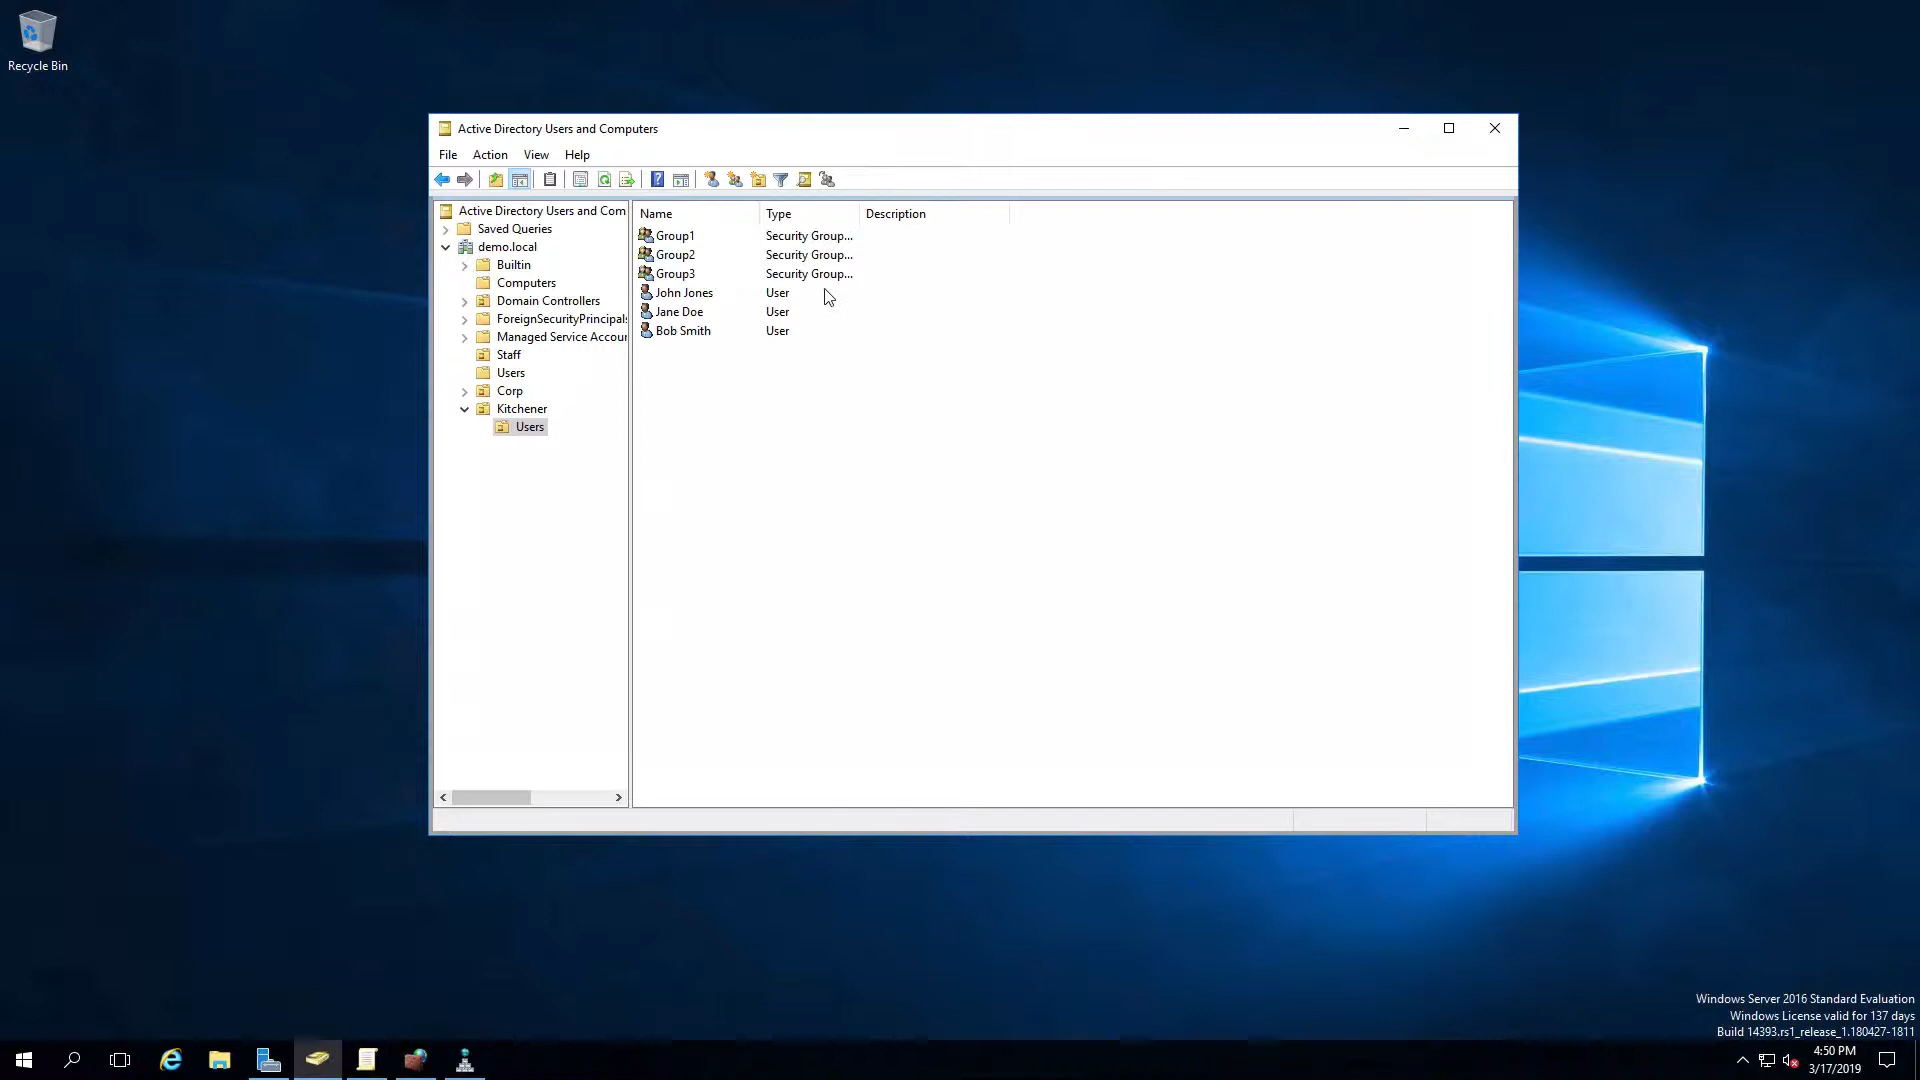 Recycle Bin
Active Directory Users and Computers
File Action View Help
Active Directory Users and Com
Saved Queries
demo.local
Builtin
Computers
Domain Controllers
ForeignSecurityPrincipals
Managed Service Accoun
Staff
Users
Corp
Kitchener
Users
Name Type Description
Group1 Security Group...
Group2 Security Group...
Group3 Security Group...
John Jones User
Jane Doe User
Bob Smith User
Windows Server 2016 Standard Evaluation
Windows License valid for 137 days
Build 14393.rs1_release_1.180427-1811
4:50 PM
3/17/2019